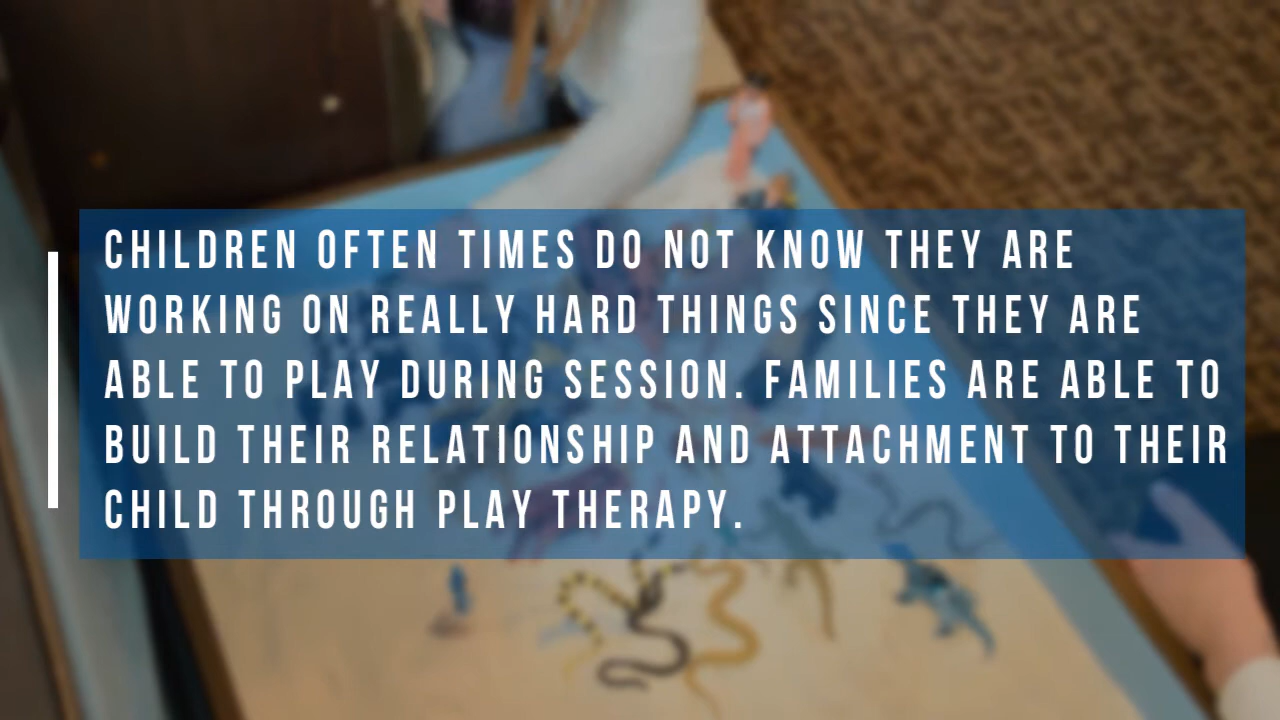 CHILDREN OFTEN TIMES DO NOT KNOW THEY ARE
WORKING ON REALLY HARD THINGS SINCE THEY ARE
ABLE TO PLAY DURING SESSION. FAMILIES ARE ABLE TO
BUILD THEIR RELATIONSHIP AND ATTACHMENT TO THEIR
CHILD THROUGH PLAY THERAPY.